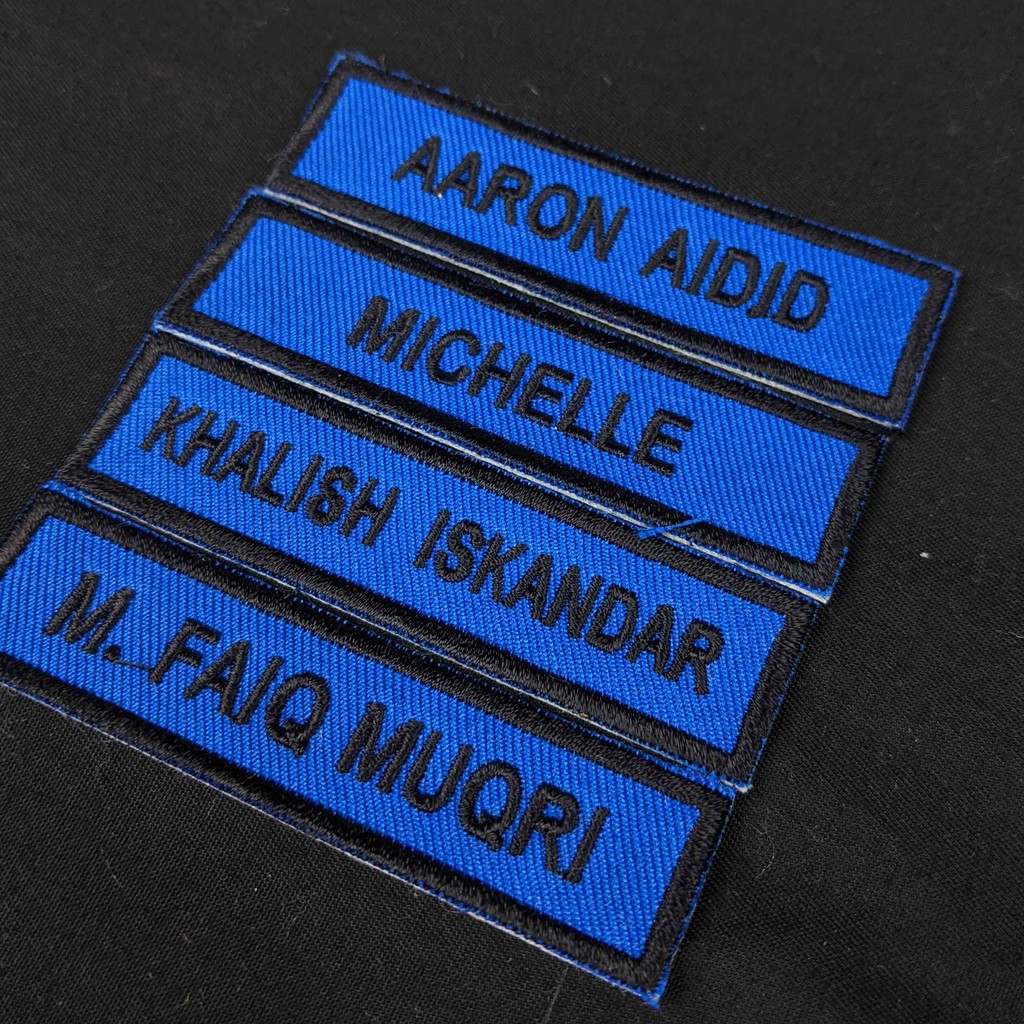 AARON AIDID
MICHELLE
KHALISH ISKANDAR
M. FAIQ MUQRI